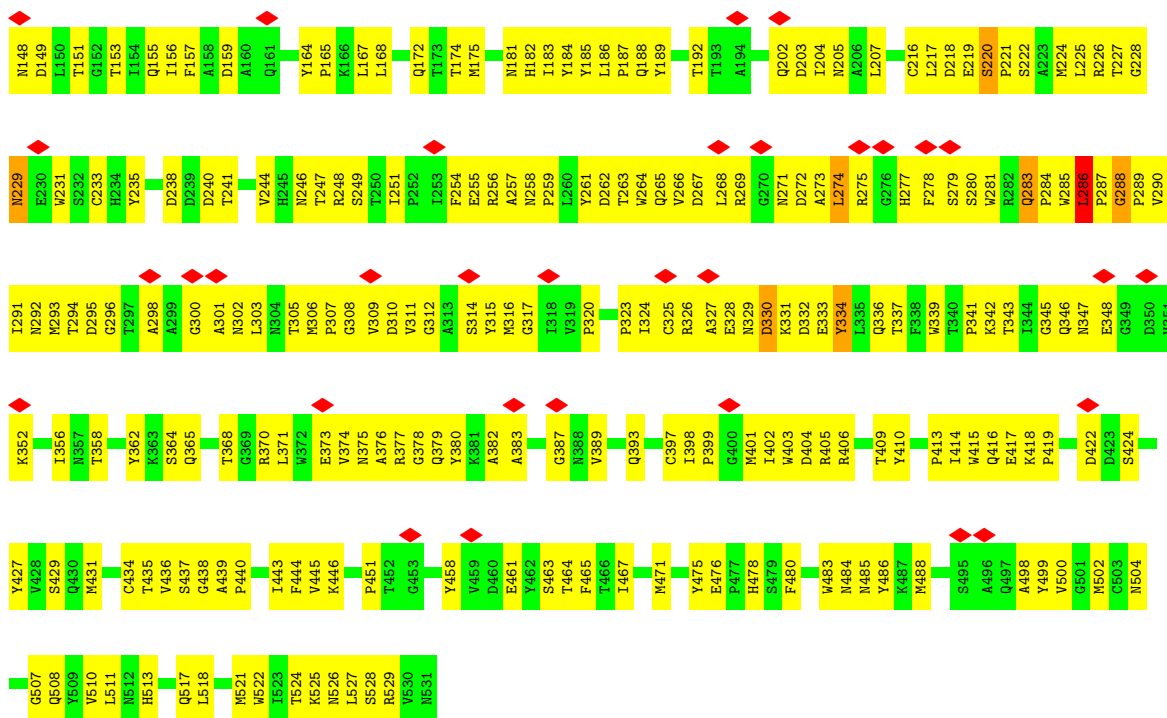 N148 D149 L150 T151 G152 T153 I154 Q155 I156 F157 A158 D159 A160 Q161 Y164 P165 K166 L167 L168 Q172 T173 T174 M175 N181 H182 I183 Y184 Y185 L186 P187 Q188 Y189 T192 T193 A194 Q202 D203 I204 N205 A206 L207 C216 L217 D218 E219 S220 P221 S222 A223 M224 L225 R226 T227 G228
N229 E230 W231 S232 C233 H234 Y235 D238 D239 D240 T241 V244 H245 N246 T247 R248 S249 T250 I251 P252 I253 F254 E255 R256 A257 N258 P259 L260 Y261 D262 T263 W264 Q265 V266 D267 L268 R269 G270 N271 D272 A273 L274 R275 G276 H277 F278 S279 S280 W281 R282 Q283 P284 W285 L286 P287 G288 P289 V290
I291 N292 M293 T294 D295 G296 T297 A298 A299 G300 A301 N302 L303 N304 T305 M306 P307 G308 V309 D310 V311 G312 A313 S314 Y315 M316 G317 I318 V319 P320 P323 I324 C325 R326 A327 E328 N329 D330 K331 D332 E333 Y334 L335 Q336 T337 F338 W339 T340 P341 K342 T343 I344 G345 Q346 N347 E348 G349 D350
K352 I356 N357 T358 Y362 K363 S364 Q365 T368 G369 R370 L371 W372 E373 V374 N375 A376 R377 G378 Q379 Y380 K381 A382 A383 G387 N388 V389 Q393 C397 I398 P399 G400 M401 I402 W403 D404 R405 R406 T409 Y410 P413 I414 W415 Q416 E417 K418 P419 D422 D423 S424
Y427 V428 S429 Q430 M431 C434 T435 V436 S437 G438 A439 P440 I443 F444 V445 K446 P451 T452 G453 Y458 V459 D460 E461 Y462 S463 T464 F465 T466 I467 M471 Y475 E476 P477 H478 S479 F480 W483 N484 N485 Y486 K487 M488 S495 A496 Q497 A498 Y499 V500 G501 M502 C503 N504
G507 Q508 Y509 V510 L511 N512 H513 Q517 L518 M521 W522 I523 T524 K525 N526 L527 S528 R529 V530 N531